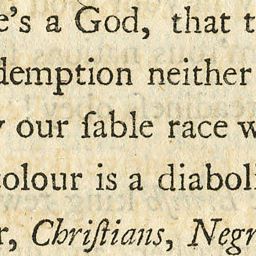 e's a God, that t
demption neither
our ſable race w
colour is a diaboli
r, Chriſtians, Negr